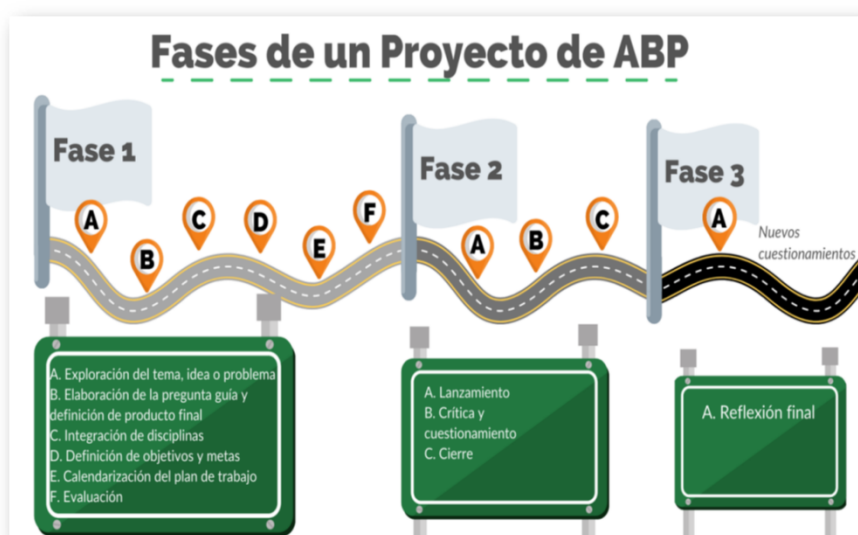 Fases de un Proyecto de ABP
Fase 1
A
B
C
D
E
F
Fase 2
A
B
C
Fase 3
A
Nuevos
cuestionamientos
A. Exploración del tema, idea o problema
B. Elaboración de la pregunta guía y
definición de producto final
C. Integración de disciplinas
D. Definición de objetivos y metas
E. Calendarización del plan de trabajo
F. Evaluación
A. Lanzamiento
B. Crítica y
cuestionamiento
C. Cierre
A. Reflexión final